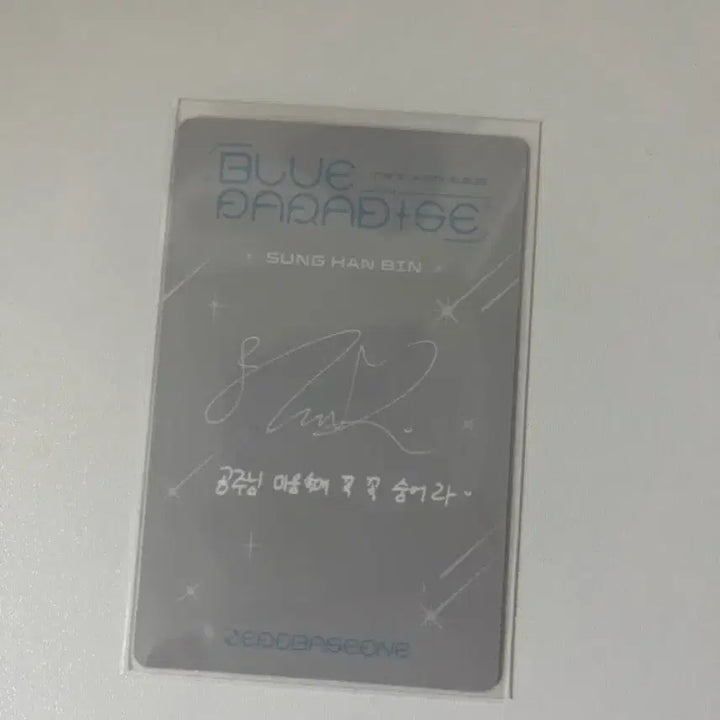 BLUE
PARADISE
SUNG HAN BIN
공주님 마음에 꼭 꼭 숨어라
ZEROBASEONE